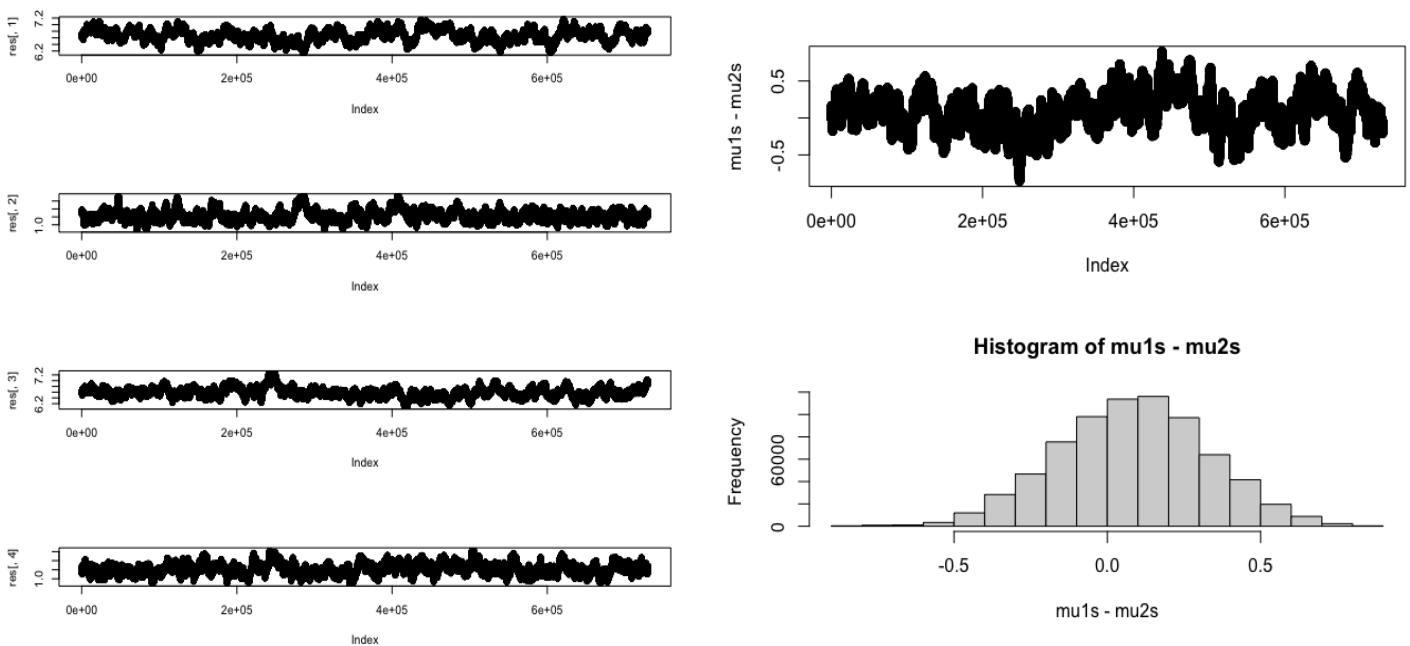 res[, 1]
6.2 7.2
0e+00 2e+05 4e+05 6e+05
Index
res[, 2]
1.0
0e+00 2e+05 4e+05 6e+05
Index
res[, 3]
6.2 7.2
0e+00 2e+05 4e+05 6e+05
Index
res[, 4]
1.0
0e+00 2e+05 4e+05 6e+05
Index
mu1s - mu2s
-0.5 0.5
0e+00 2e+05 4e+05 6e+05
Index
Histogram of mu1s - mu2s
Frequency
0 60000
-0.5 0.0 0.5
mu1s - mu2s